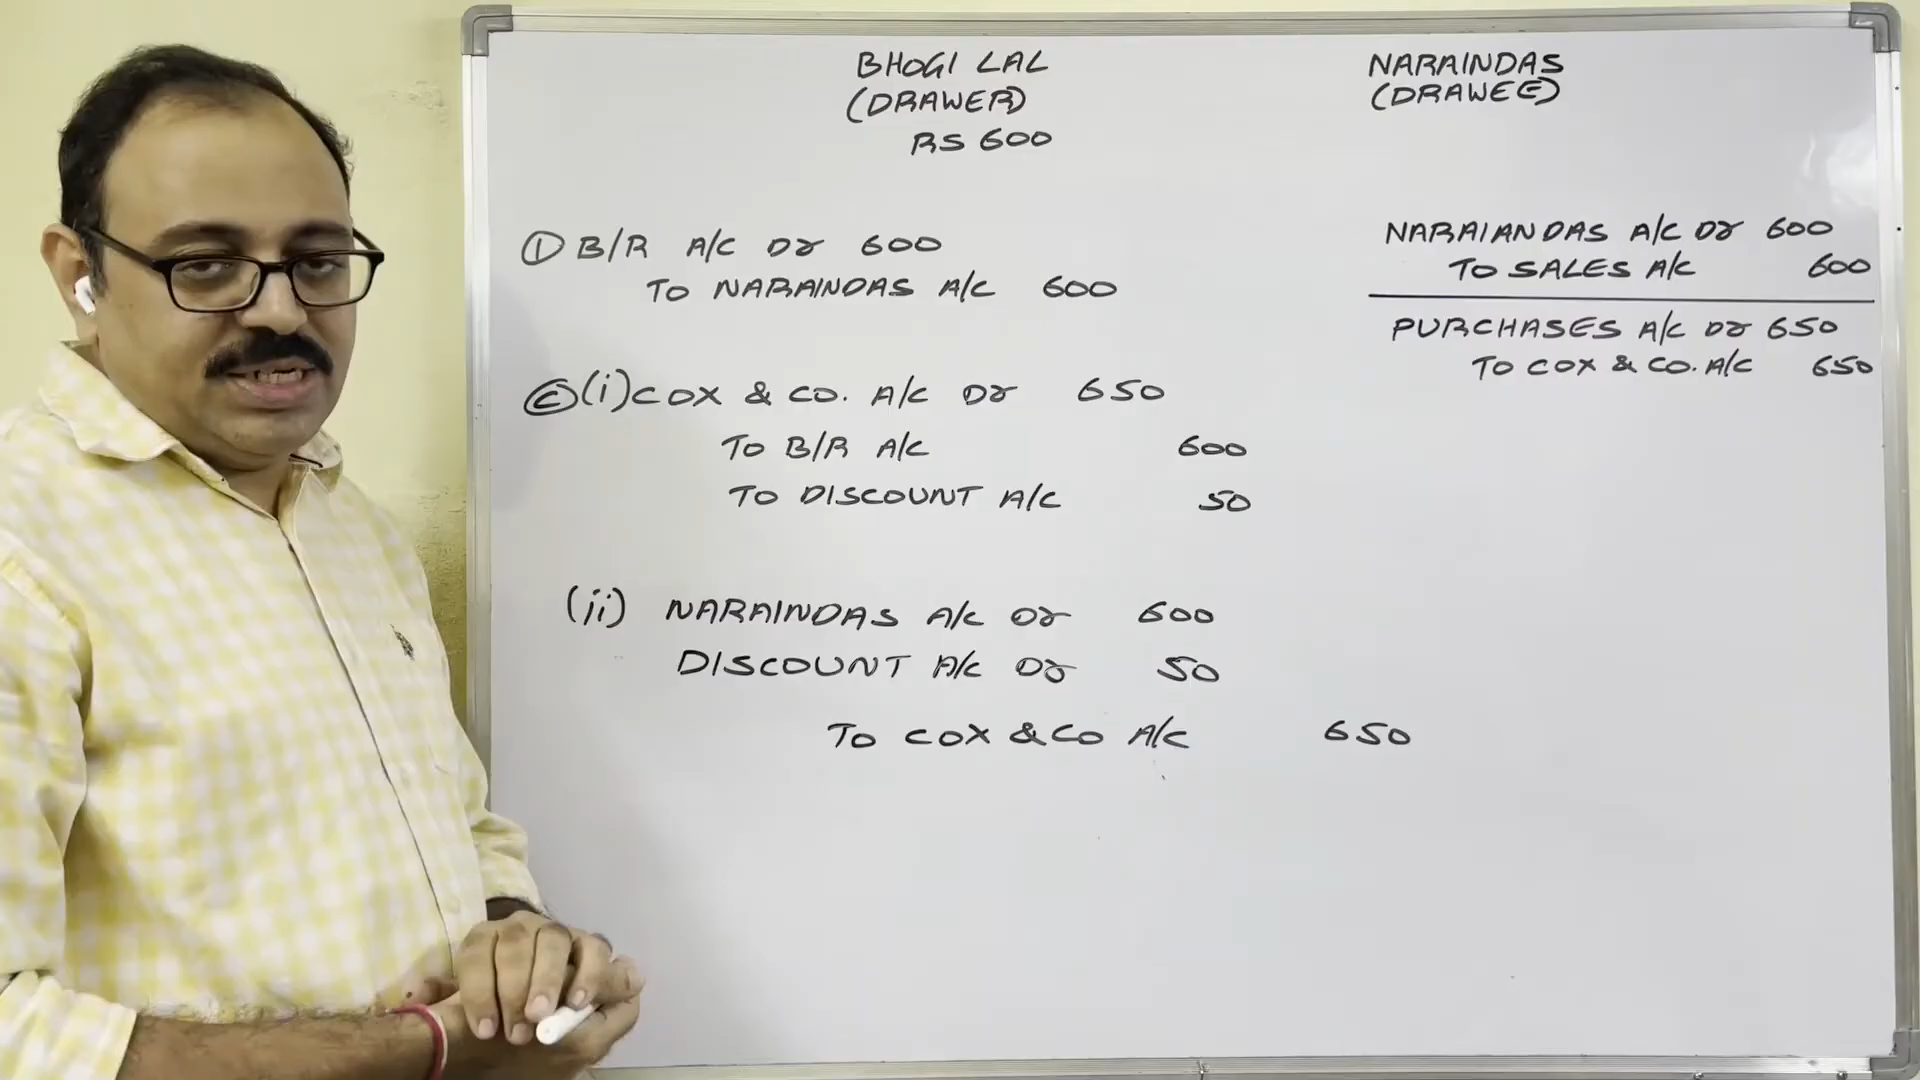 BHOGI LAL
(DRAWER)
RS 600
NARAINDAS
(DRAWEE)
① B/R A/C Dr 600
TO NARAINDAS A/C 600
NARAIANDAS A/C Dr 600
TO SALES A/C 600
PURCHASES A/C Dr 650
TO COX & CO. A/C 650
(i) COX & CO. A/C Dr 650
TO B/R A/C 600
TO DISCOUNT A/C 50
(ii) NARAINDAS A/C Dr 600
DISCOUNT A/C Dr 50
TO COX & CO A/C 650